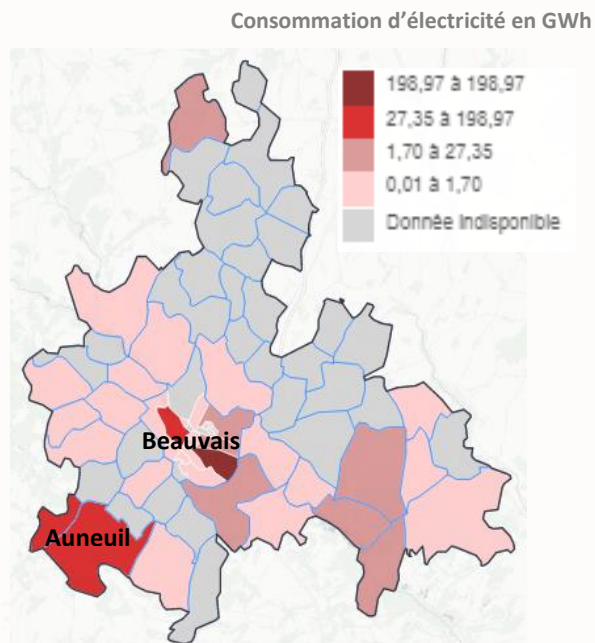 Consommation d’électricité en GWh
198,97 à 198,97
27,35 à 198,97
1,70 à 27,35
0,01 à 1,70
Donnée Indisponible
Beauvais
Auneuil